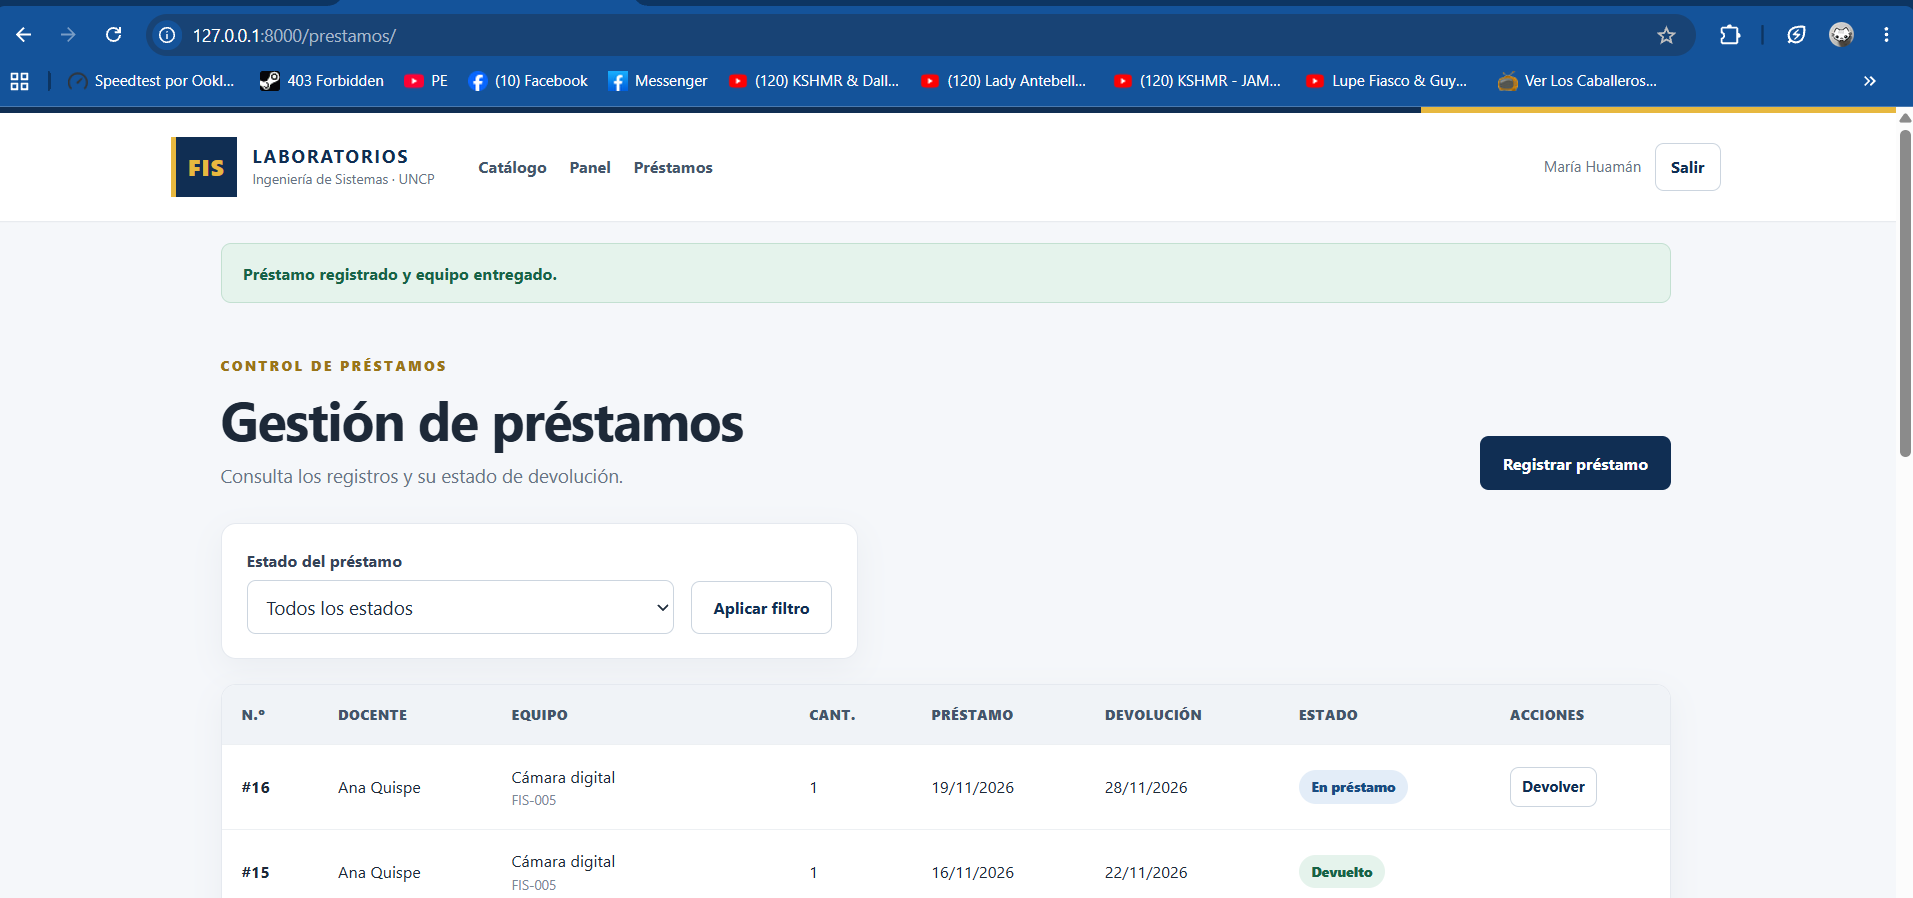 127.0.0.1:8000/prestamos/
Speedtest por Ookl... 403 Forbidden PE (10) Facebook Messenger (120) KSHMR & Dall... (120) Lady Antebell... (120) KSHMR - JAM... Lupe Fiasco & Guy... Ver Los Caballeros...
FIS
LABORATORIOS
Ingeniería de Sistemas · UNCP
Catálogo Panel Préstamos
María Huamán Salir
Préstamo registrado y equipo entregado.
CONTROL DE PRÉSTAMOS
Gestión de préstamos
Consulta los registros y su estado de devolución.
Registrar préstamo
Estado del préstamo
Todos los estados Aplicar filtro
N.º DOCENTE EQUIPO CANT. PRÉSTAMO DEVOLUCIÓN ESTADO ACCIONES
#16 Ana Quispe Cámara digital 1 19/11/2026 28/11/2026 En préstamo Devolver
FIS-005
#15 Ana Quispe Cámara digital 1 16/11/2026 22/11/2026 Devuelto
FIS-005